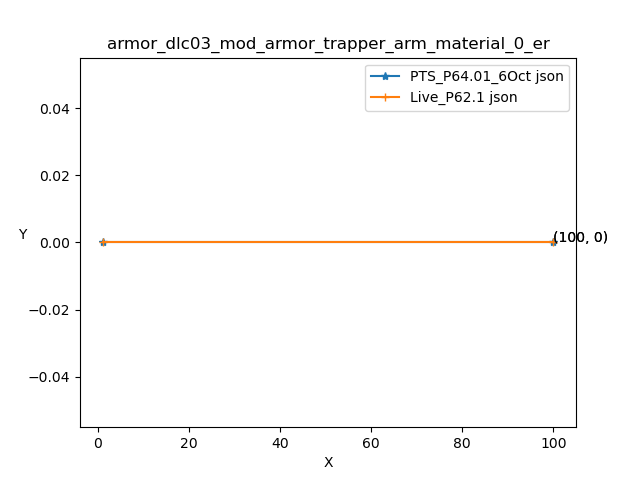 armor_dlc03_mod_armor_trapper_arm_material_0_er
PTS_P64.01_6Oct json
Live_P62.1 json
0.04
0.02
0.00
−0.02
−0.04
Y
(100, 0)
0
20
40
60
80
100
X